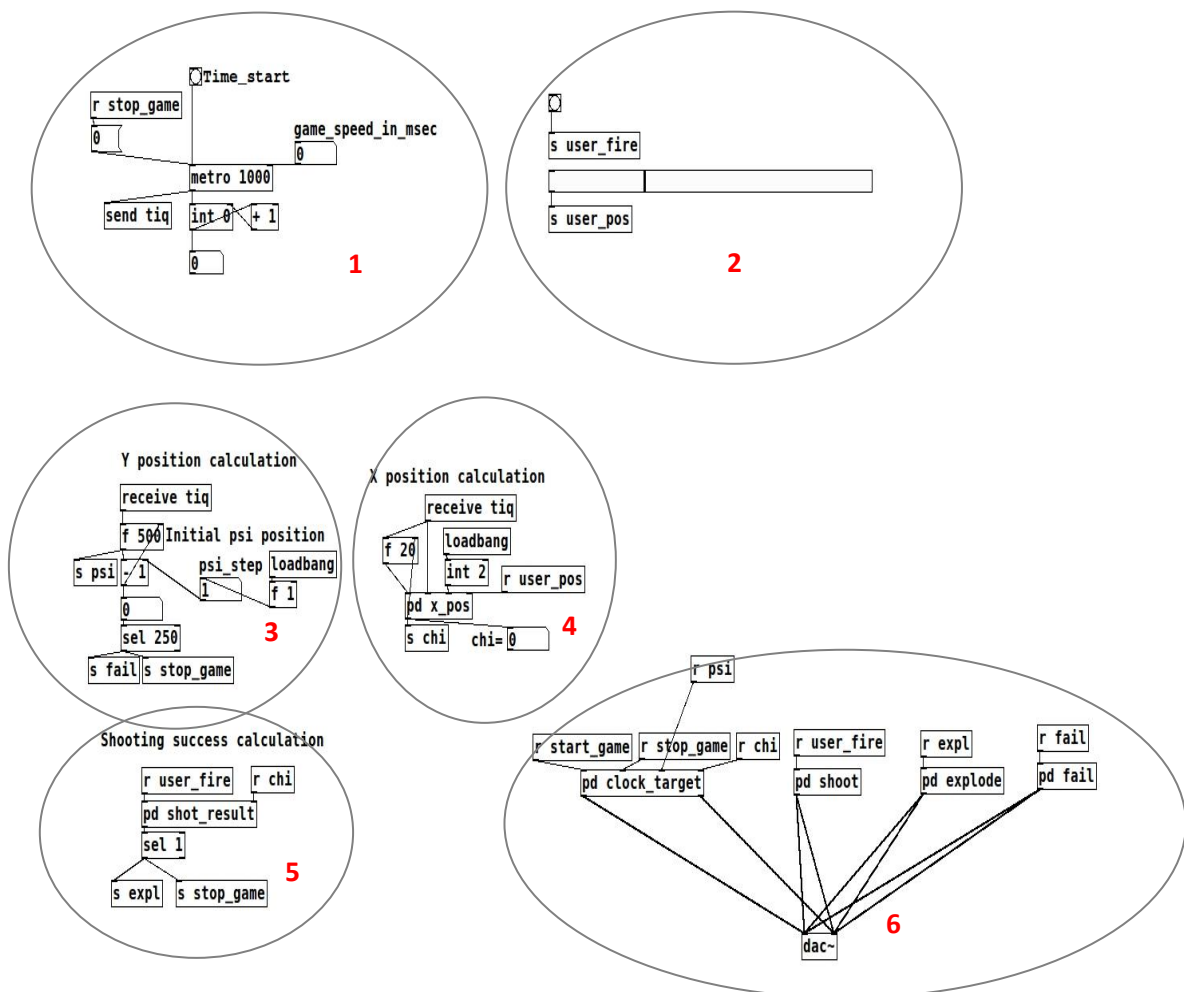 Time_start
r stop_game
0
game_speed_in_msec
0
metro 1000
send tiq
int 0
+ 1
0
1
s user_fire
s user_pos
2
Y position calculation
receive tiq
f 500
Initial psi position
s psi
- 1
psi_step
1
loadbang
f 1
0
sel 250
s fail
s stop_game
3
X position calculation
receive tiq
f 20
loadbang
int 2
r user_pos
pd x_pos
s chi
chi=
0
4
Shooting success calculation
r user_fire
r chi
pd shot_result
sel 1
s expl
s stop_game
5
r psi
r start_game
r stop_game
r chi
r user_fire
r expl
r fail
pd clock_target
pd shoot
pd explode
pd fail
dac~
6